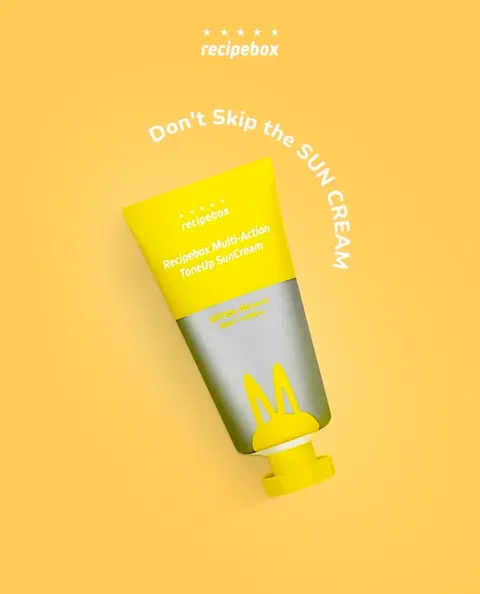 recipebox
Don't Skip the SUN CREAM
recipebox
Recipebox Multi-Action
ToneUp SunCream